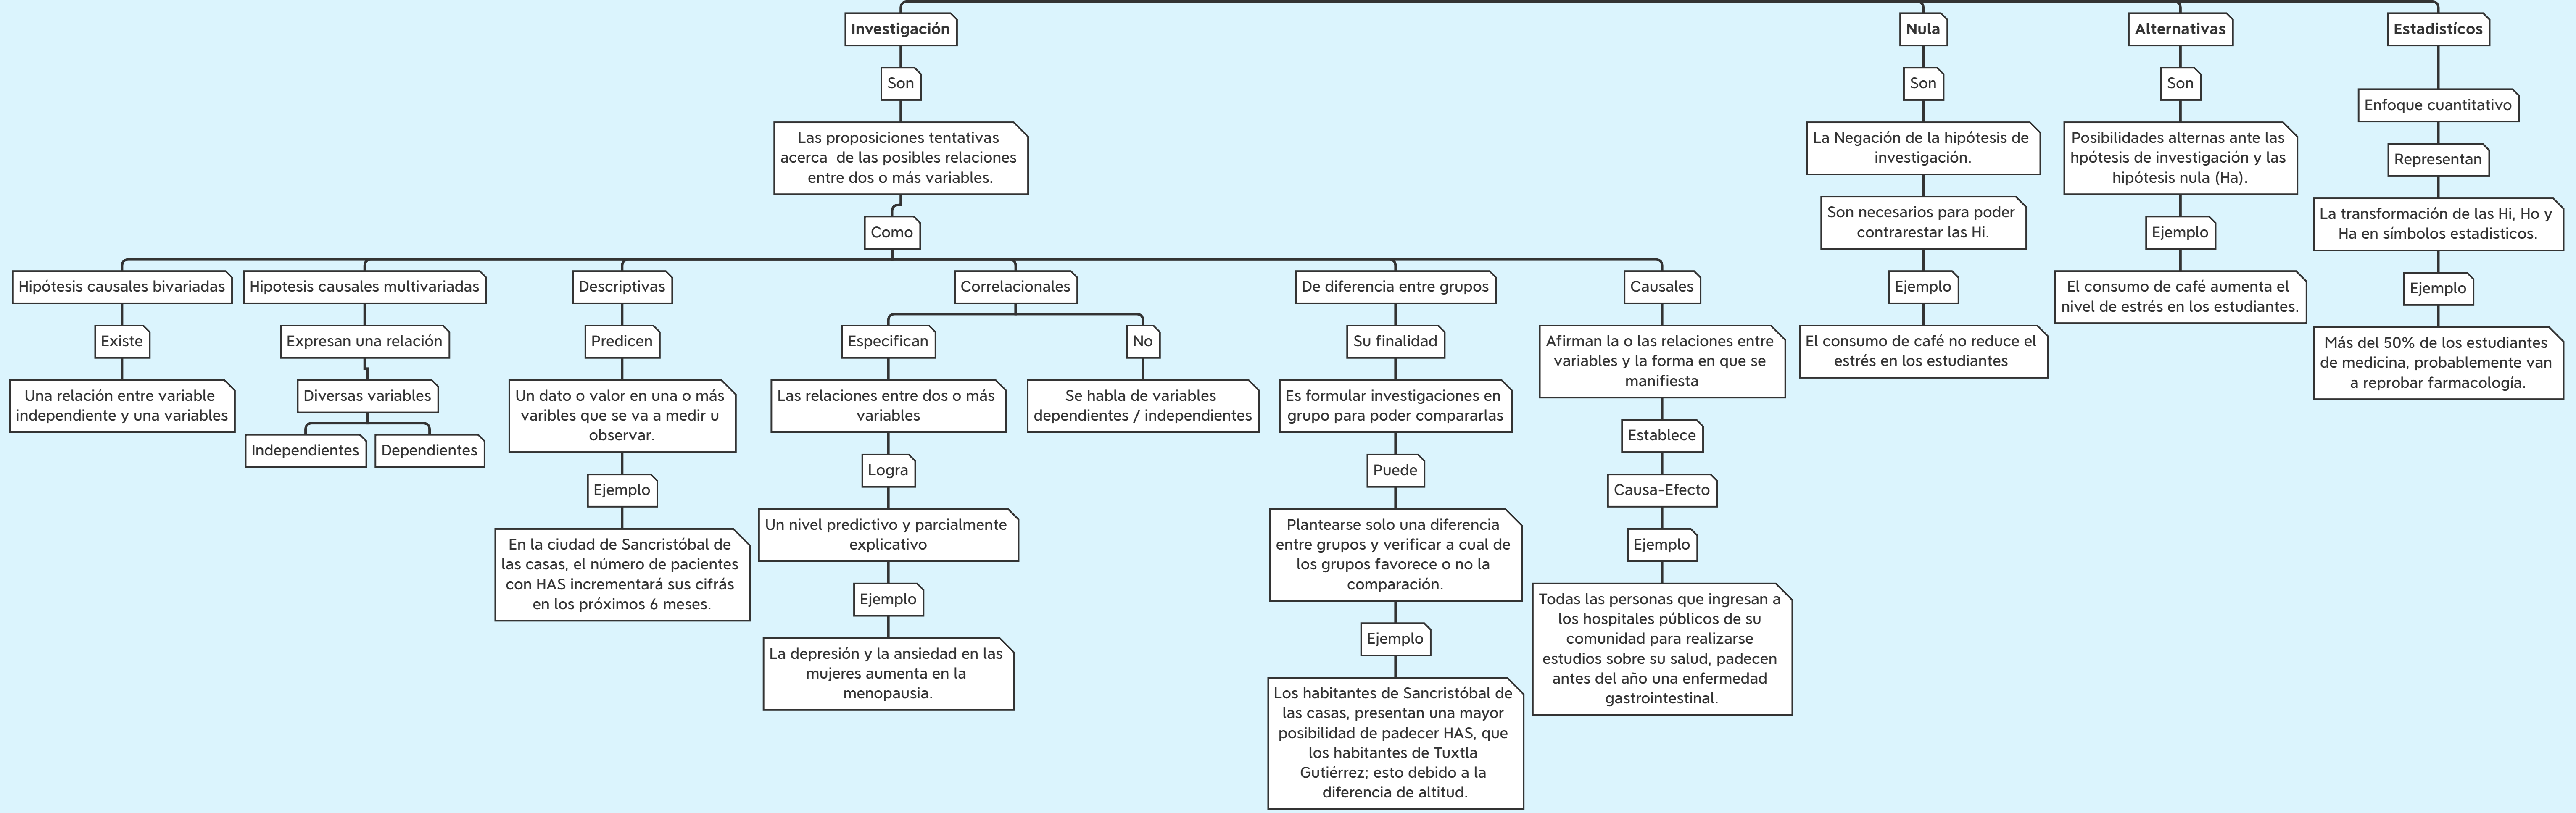 Investigación
Son
Las proposiciones tentativas
acerca de las posibles relaciones
entre dos o más variables.
Como
Hipótesis causales bivariadas
Existe
Una relación entre variable
independiente y una variables
Hipotesis causales multivariadas
Expresan una relación
Diversas variables
Independientes
Dependientes
Descriptivas
Predicen
Un dato o valor en una o más
varibles que se va a medir u
observar.
Ejemplo
En la ciudad de Sancristóbal de
las casas, el número de pacientes
con HAS incrementará sus cifrás
en los próximos 6 meses.
Correlacionales
Especifican
Las relaciones entre dos o más
variables
Logra
Un nivel predictivo y parcialmente
explicativo
Ejemplo
La depresión y la ansiedad en las
mujeres aumenta en la
menopausia.
No
Se habla de variables
dependientes / independientes
De diferencia entre grupos
Su finalidad
Es formular investigaciones en
grupo para poder compararlas
Puede
Plantearse solo una diferencia
entre grupos y verificar a cual de
los grupos favorece o no la
comparación.
Ejemplo
Los habitantes de Sancristóbal de
las casas, presentan una mayor
posibilidad de padecer HAS, que
los habitantes de Tuxtla
Gutiérrez; esto debido a la
diferencia de altitud.
Causales
Afirman la o las relaciones entre
variables y la forma en que se
manifiesta
Establece
Causa-Efecto
Ejemplo
Todas las personas que ingresan a
los hospitales públicos de su
comunidad para realizarse
estudios sobre su salud, padecen
antes del año una enfermedad
gastrointestinal.
Nula
Son
La Negación de la hipótesis de
investigación.
Son necesarios para poder
contrarestar las Hi.
Ejemplo
El consumo de café no reduce el
estrés en los estudiantes
Alternativas
Son
Posibilidades alternas ante las
hpótesis de investigación y las
hipótesis nula (Ha).
Ejemplo
El consumo de café aumenta el
nivel de estrés en los estudiantes.
Estadistícos
Enfoque cuantitativo
Representan
La transformación de las Hi, Ho y
Ha en símbolos estadisticos.
Ejemplo
Más del 50% de los estudiantes
de medicina, probablemente van
a reprobar farmacología.